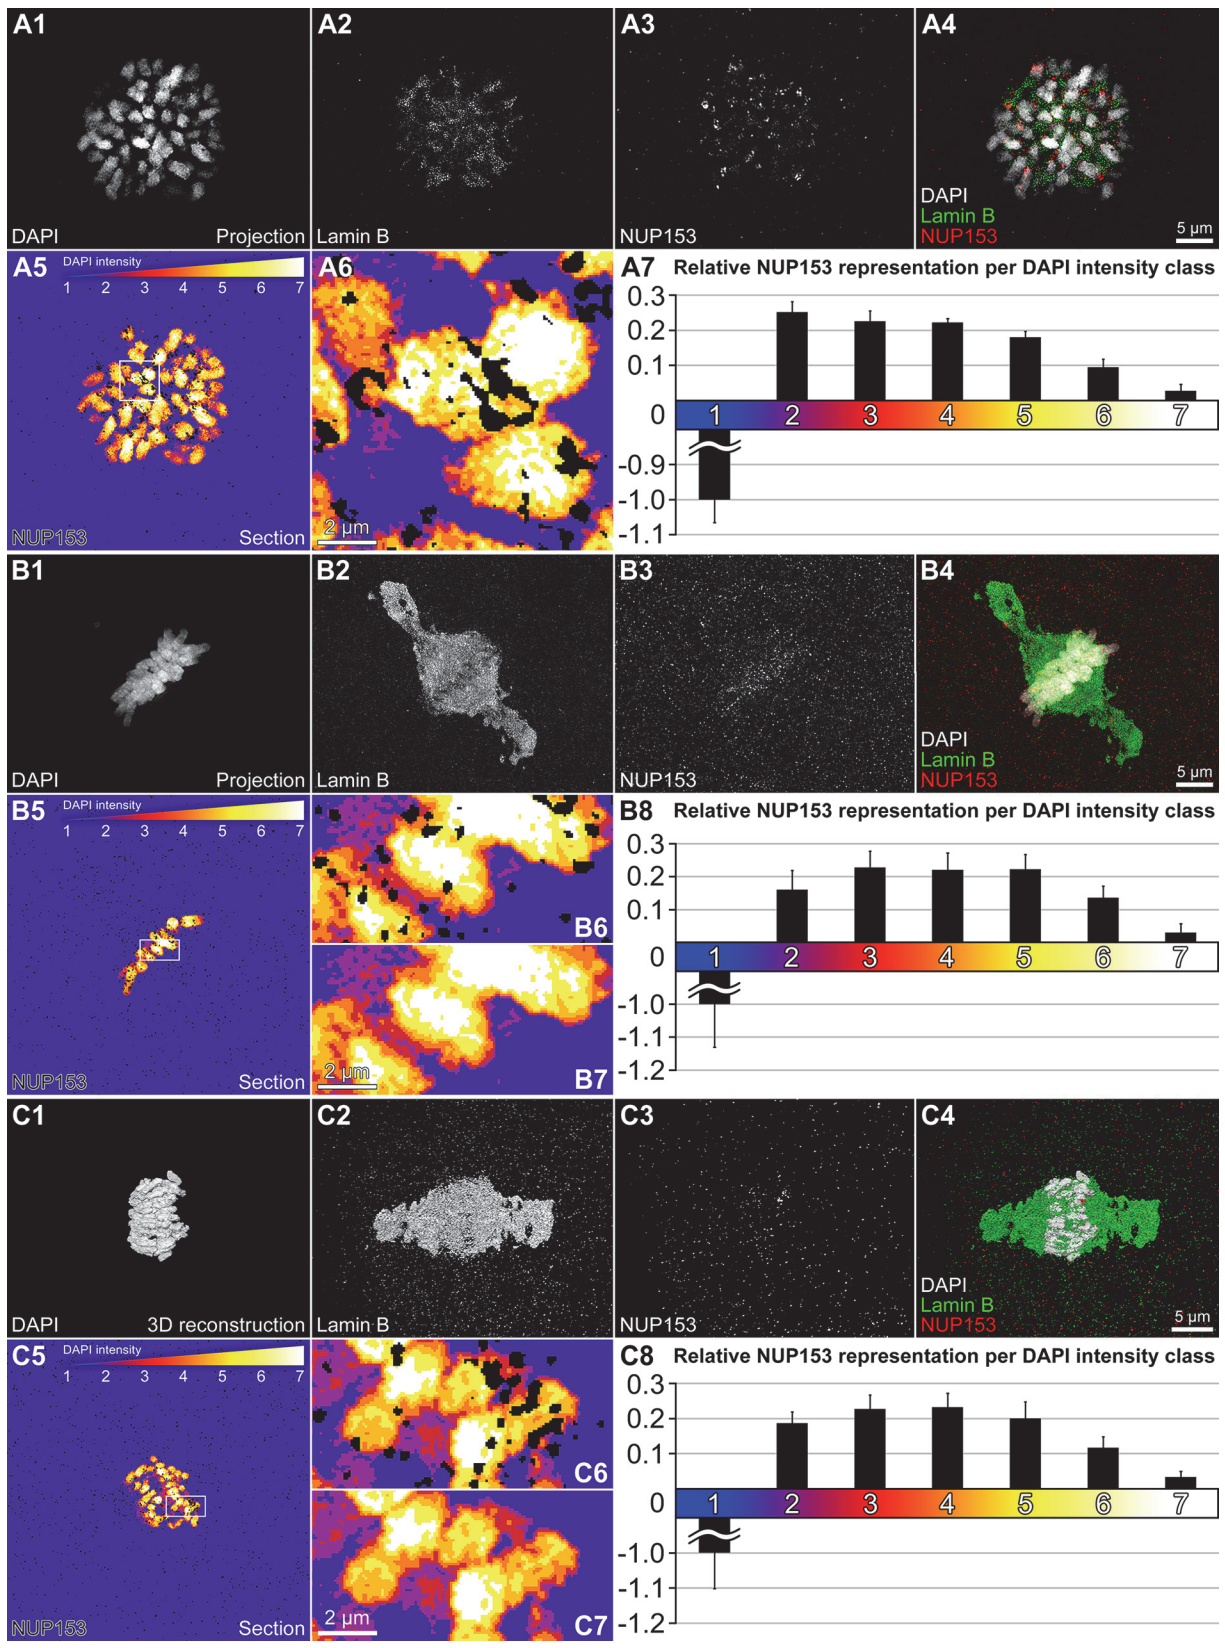 A1
A2
A3
A4
DAPI Projection
Lamin B
NUP153
DAPI
Lamin B
NUP153
5 µm
A5
DAPI intensity
1 2 3 4 5 6 7
NUP153 Section
A6
2 µm
A7 Relative NUP153 representation per DAPI intensity class
0.3
0.2
0.1
0 1 2 3 4 5 6 7
-0.9
-1.0
-1.1
B1
B2
B3
B4
DAPI Projection
Lamin B
NUP153
DAPI
Lamin B
NUP153
5 µm
B5
DAPI intensity
1 2 3 4 5 6 7
NUP153 Section
B6
2 µm
B7
B8 Relative NUP153 representation per DAPI intensity class
0.3
0.2
0.1
0 1 2 3 4 5 6 7
-1.0
-1.1
-1.2
C1
C2
C3
C4
DAPI 3D reconstruction
Lamin B
NUP153
DAPI
Lamin B
NUP153
5 µm
C5
DAPI intensity
1 2 3 4 5 6 7
NUP153 Section
C6
2 µm
C7
C8 Relative NUP153 representation per DAPI intensity class
0.3
0.2
0.1
0 1 2 3 4 5 6 7
-1.0
-1.1
-1.2